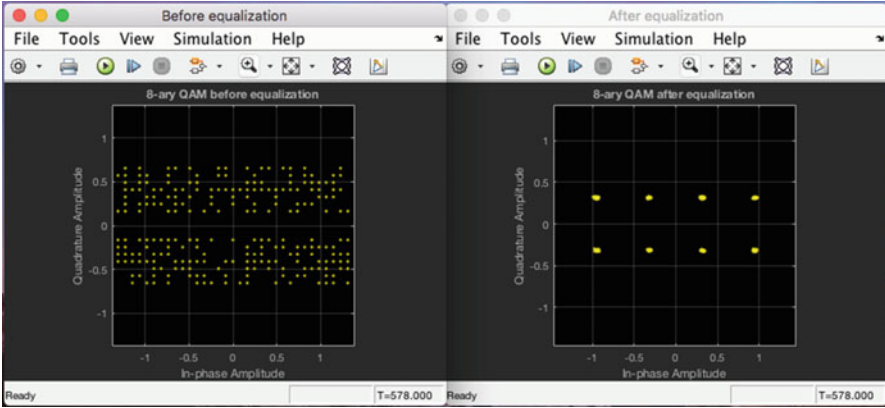 Before equalization
File Tools View Simulation Help
8-ary QAM before equalization
Quadrature Amplitude
1
0.5
0
-0.5
-1
-1 -0.5 0 0.5 1
In-phase Amplitude
Ready T=578.000
After equalization
File Tools View Simulation Help
8-ary QAM after equalization
Quadrature Amplitude
1
0.5
0
-0.5
-1
-1 -0.5 0 0.5 1
In-phase Amplitude
Ready T=578.000